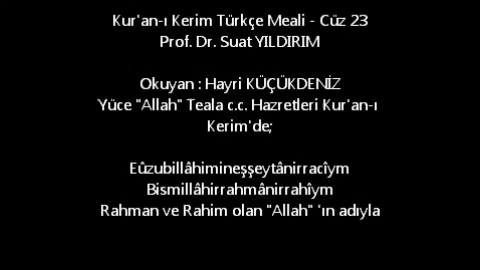 Kur'an-ı Kerim Türkçe Meali - Cüz 23
Prof. Dr. Suat YILDIRIM
Okuyan : Hayri KÜÇÜKDENİZ
Yüce "Allah" Teala c.c. Hazretleri Kur'an-ı
Kerim'de;
Eûzubillâhimineşşeytânirracîym
Bismillâhirrahmânirrahîym
Rahman ve Rahim olan "Allah" 'ın adıyla